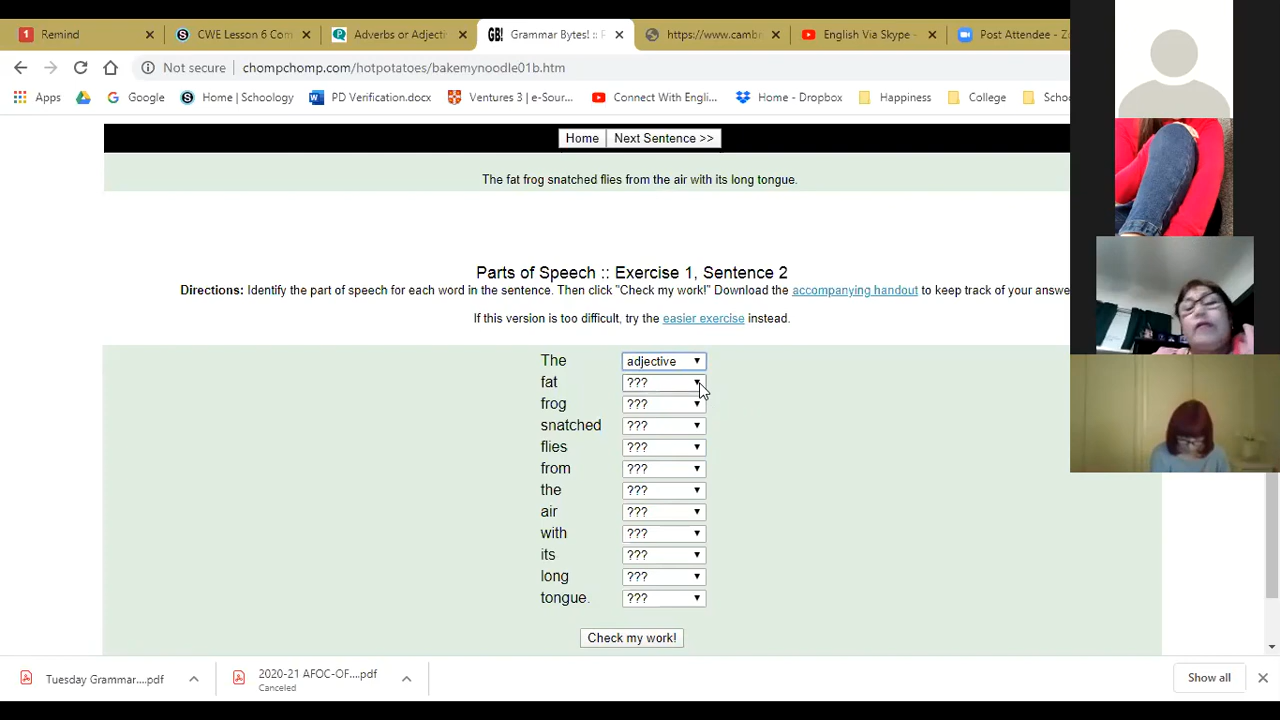 1 Remind
S CWE Lesson 6 Com
Adverbs or Adjecti
GB! Grammar Bytes! :: P
https://www.cambri
English Via Skype -
Post Attendee - Z
Not secure chompchomp.com/hotpotatoes/bakemynoodle01b.htm
Apps
Google
Home | Schoology
PD Verification.docx
Ventures 3 | e-Sour...
Connect With Engli...
Home - Dropbox
Happiness
College
Schoo
Home Next Sentence >>
The fat frog snatched flies from the air with its long tongue.
Parts of Speech :: Exercise 1, Sentence 2
Directions: Identify the part of speech for each word in the sentence. Then click "Check my work!" Download the accompanying handout to keep track of your answe
If this version is too difficult, try the easier exercise instead.
The adjective
fat ???
frog ???
snatched ???
flies ???
from ???
the ???
air ???
with ???
its ???
long ???
tongue. ???
Check my work!
Tuesday Grammar....pdf
2020-21 AFOC-OF....pdf
Canceled
Show all